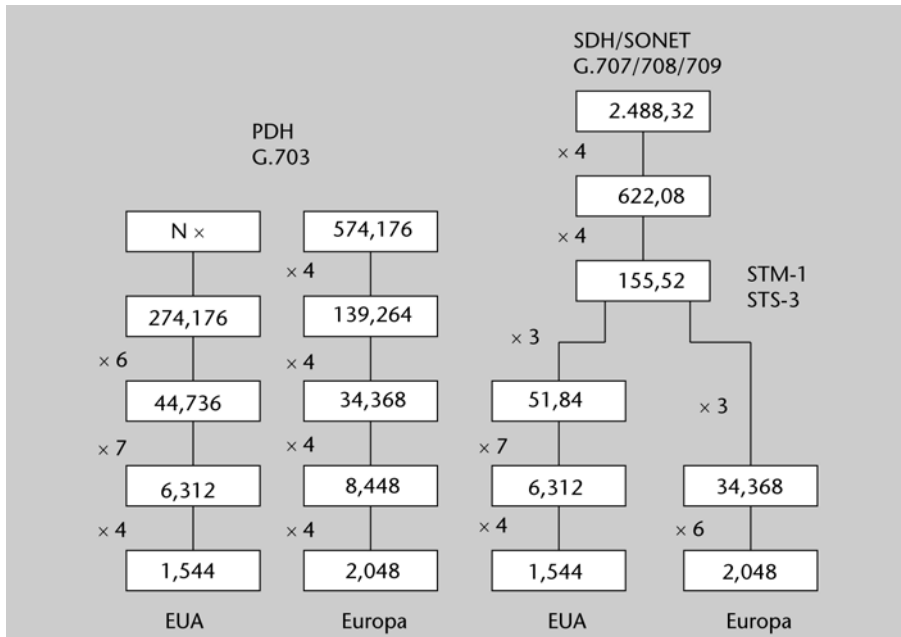 SDH/SONET
G.707/708/709
2.488,32
PDH
G.703
× 4
622,08
N ×
574,176
× 4
× 4
155,52
STM-1
STS-3
274,176
139,264
× 3
× 6
× 4
44,736
34,368
51,84
× 3
× 7
× 4
× 7
6,312
8,448
6,312
34,368
× 4
× 4
× 4
× 6
1,544
2,048
1,544
2,048
EUA
Europa
EUA
Europa